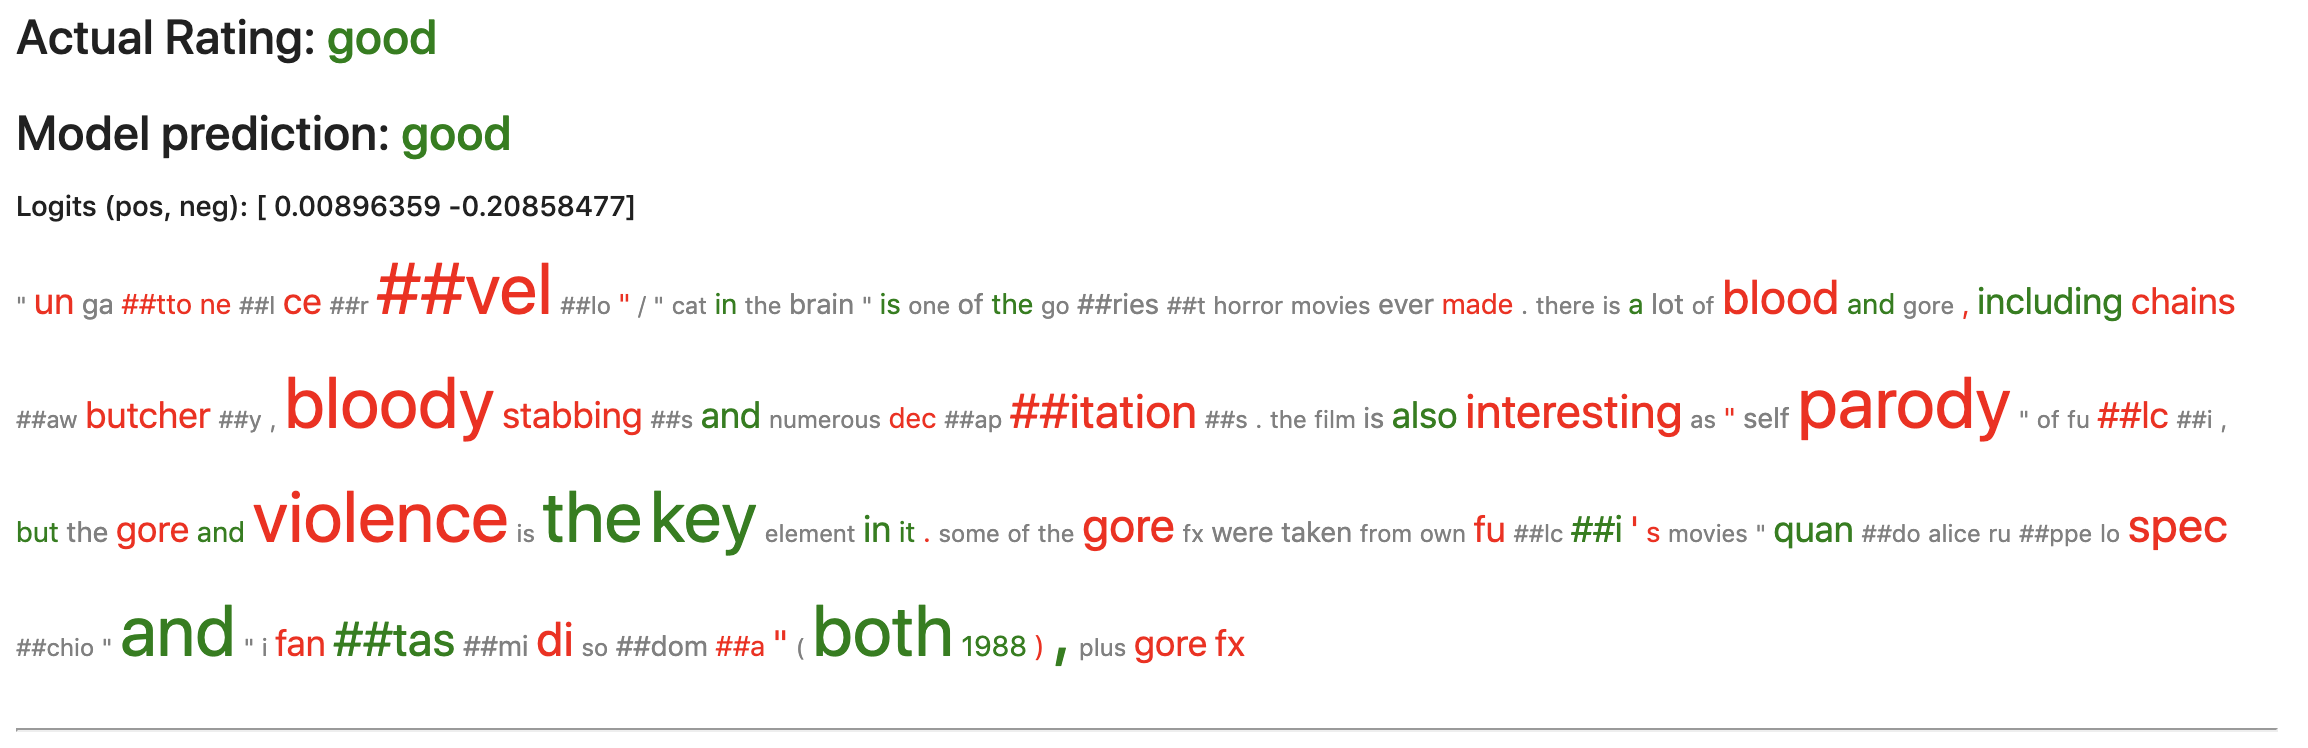 Actual Rating: good
Model prediction: good
Logits (pos, neg): [ 0.00896359 -0.20858477]
" un ga ##tto ne ##l ce ##r ##vel ##lo " / " cat in the brain " is one of the go ##ries ##t horror movies ever made . there is a lot of blood and gore , including chains
##aw butcher ##y , bloody stabbing ##s and numerous dec ##ap ##itation ##s . the film is also interesting as " self parody " of fu ##lc ##i ,
but the gore and violence is the key element in it . some of the gore fx were taken from own fu ##lc ##i ' s movies " quan ##do alice ru ##ppe lo spec
##chio " and " i fan ##tas ##mi di so ##dom ##a " ( both 1988 ) , plus gore fx